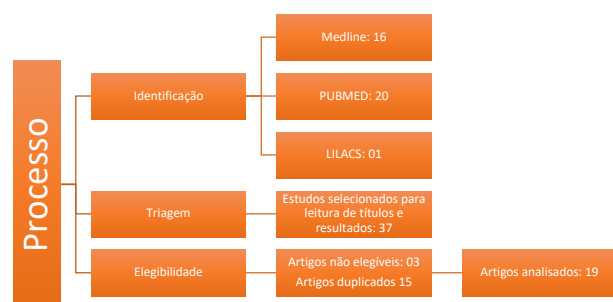 Processo
Identificação
Medline: 16
PUBMED: 20
LILACS: 01
Triagem
Estudos selecionados para
leitura de títulos e
resultados: 37
Elegibilidade
Artigos não elegíveis: 03
Artigos duplicados 15
Artigos analisados: 19